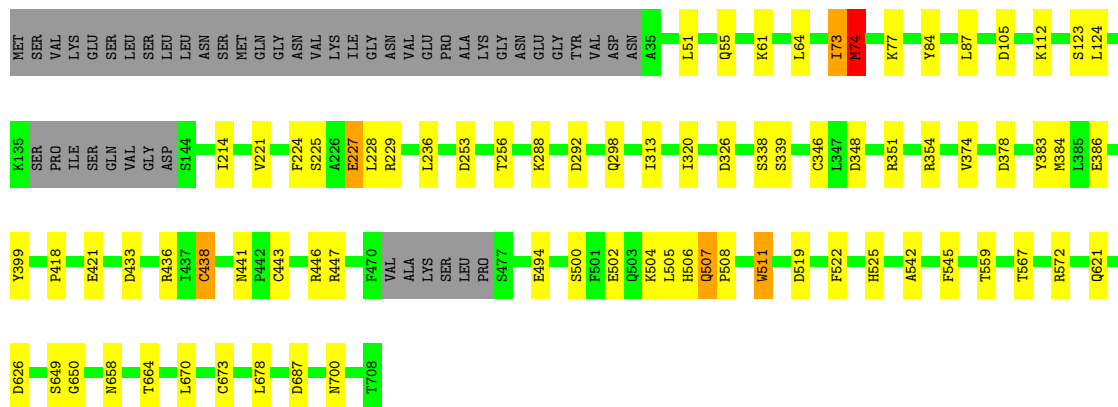 MET SER VAL LYS GLU SER LEU SER LEU LEU ASN SER MET GLN GLY ASN VAL LYS ILE GLY ASN VAL GLU PRO ALA LYS GLY ASN GLU GLY TYR VAL ASP ASN A35 L51 Q55 K61 L64 I73 M74 K77 Y84 L87 D105 K112 S123 L124
K135 SER PRO ILE SER GLN VAL GLY ASP S144 I214 V221 F224 S225 A226 E227 L228 R229 L236 D253 T256 K288 D292 Q298 I313 I320 D326 S338 S339 C346 L347 D348 R351 R354 V374 D378 Y383 M384 L385 E386
Y399 P418 E421 D433 R436 I437 C438 N441 P442 C443 R446 R447 F470 VAL ALA LYS SER LEU PRO S477 E494 S500 F501 E502 Q503 K504 L505 H506 Q507 P508 W511 D519 F522 H525 A542 F545 T559 T567 R572 Q621
D626 S649 G650 N658 T664 L670 C673 L678 D687 N700 T708